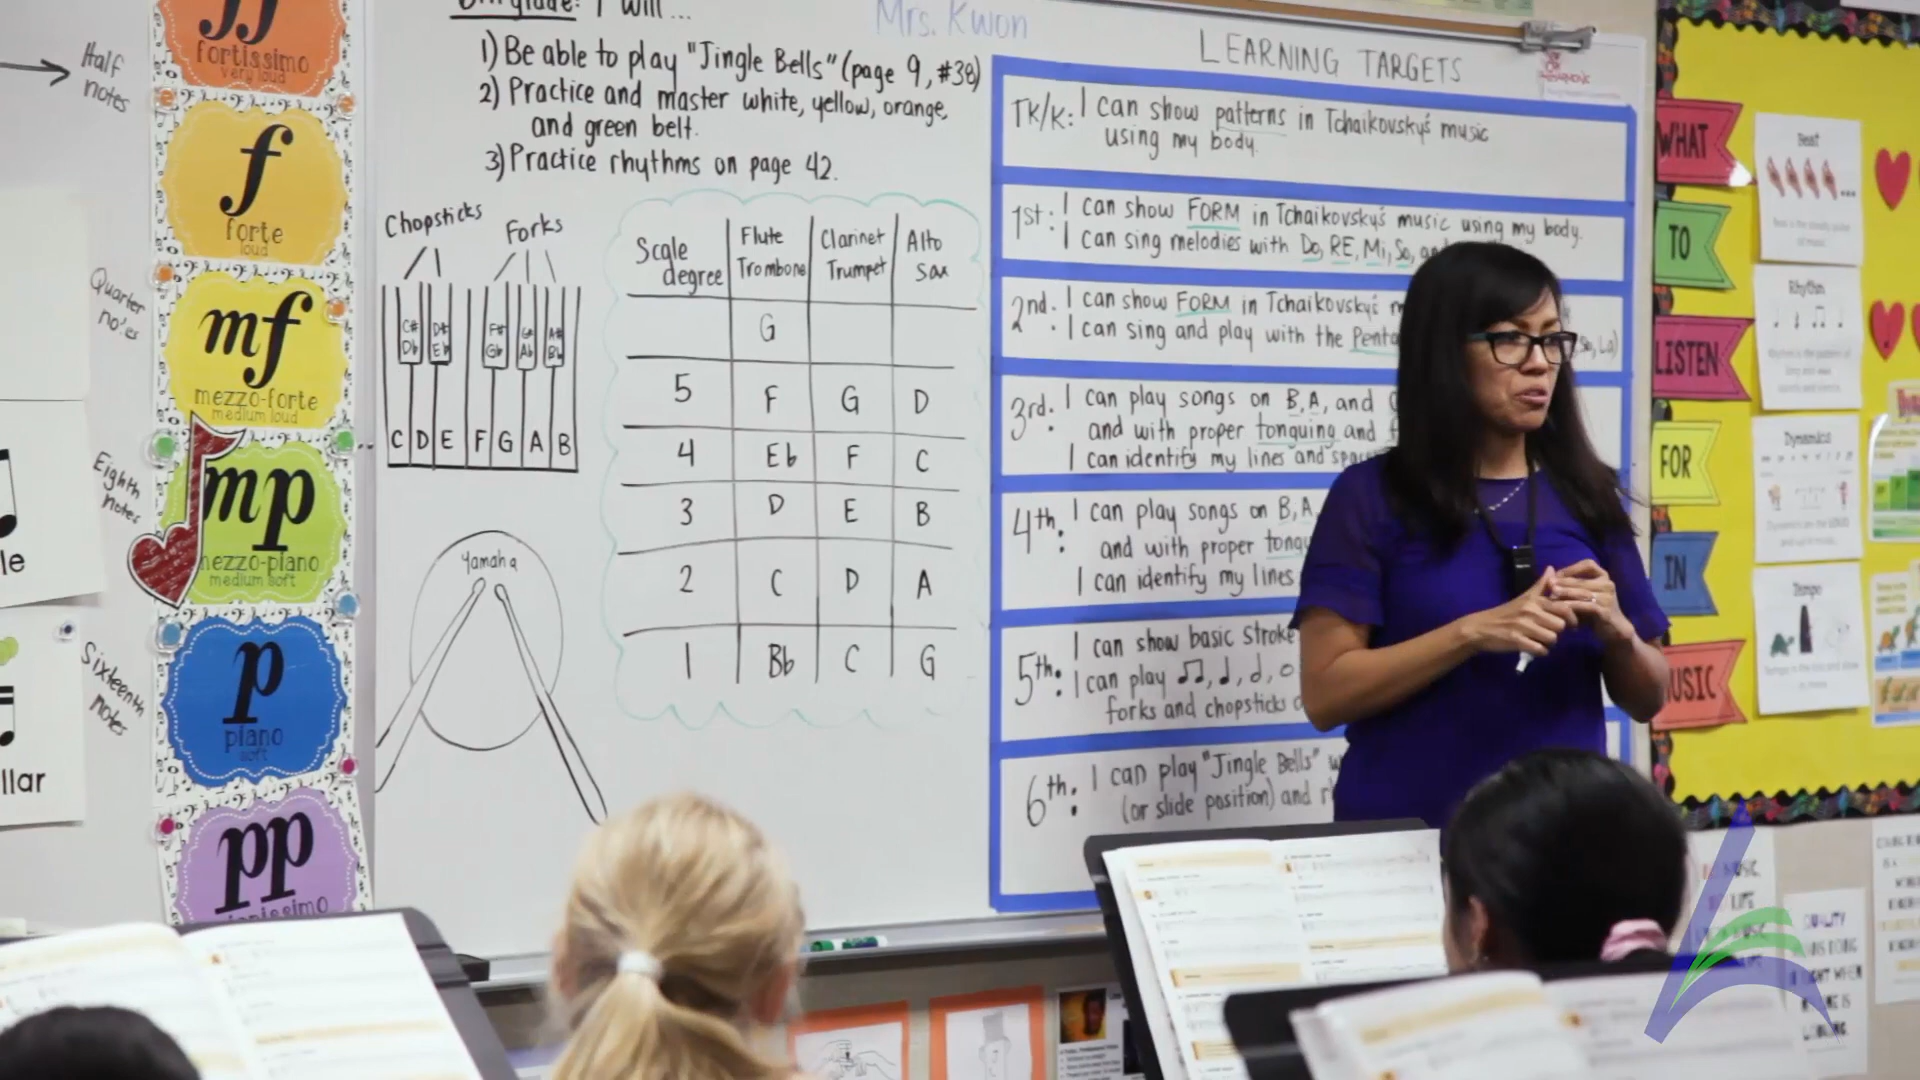 Half
notes
Quarter
notes
Eighth
notes
Sixteenth
notes
le
llar
ff
fortissimo
very loud
f
forte
loud
mf
mezzo-forte
medium loud
mp
mezzo-piano
medium soft
p
piano
soft
pp
I will...
1) Be able to play "Jingle Bells" (page 9, #38)
2) Practice and master white, yellow, orange,
and green belt.
3) Practice rhythms on page 42.
Mrs. Kwon
Chopsticks
Forks
C# D# F# G# A#
Db Eb Gb Ab Bb
C D E F G A B
Yamaha
Scale degree | Flute Trombone | Clarinet Trumpet | Alto Sax
G
5 F G D
4 Eb F C
3 D E B
2 C D A
1 Bb C G
LEARNING TARGETS
TK/K: I can show patterns in Tchaikovsky's music
using my body.
1st: I can show FORM in Tchaikovsky's music using my body.
I can sing melodies with Do, RE, Mi, So,
2nd: I can show FORM in Tchaikovsky's
I can sing and play with the
So, La)
3rd: I can play songs on B, A, and
and with proper tonguing and
I can identify my lines and
4th: I can play songs on B, A,
and with proper
I can identify my lines
5th: I can show basic
I can play
forks and chopsticks
6th: I can play "Jingle Bells"
(or slide position) and
WHAT
TO
LISTEN
FOR
IN
MUSIC
Beat
Rhythm
Dynamics
Tempo